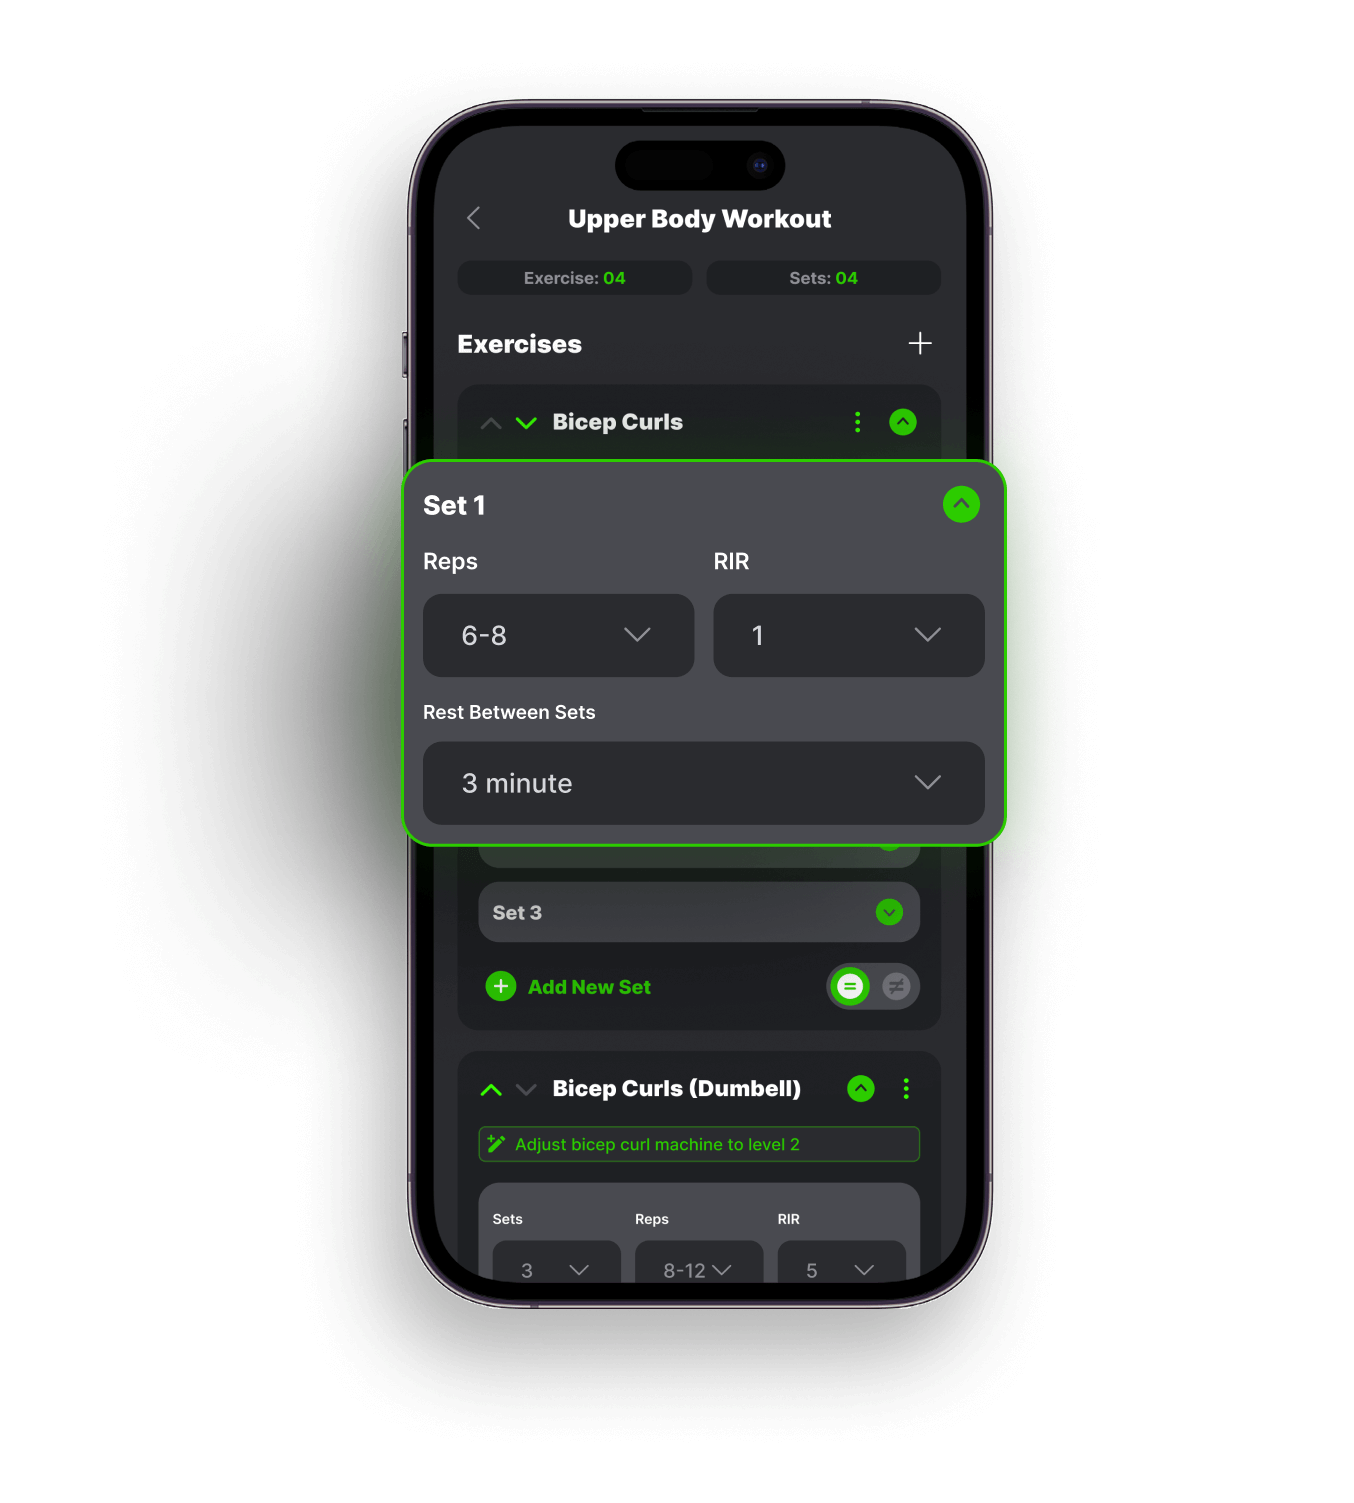 Upper Body Workout
Exercise: 04
Sets: 04
Exercises
Bicep Curls
Set 1
Reps
RIR
6-8
1
Rest Between Sets
3 minute
Set 3
Add New Set
Bicep Curls (Dumbell)
Adjust bicep curl machine to level 2
Sets
Reps
RIR
3
8-12
5